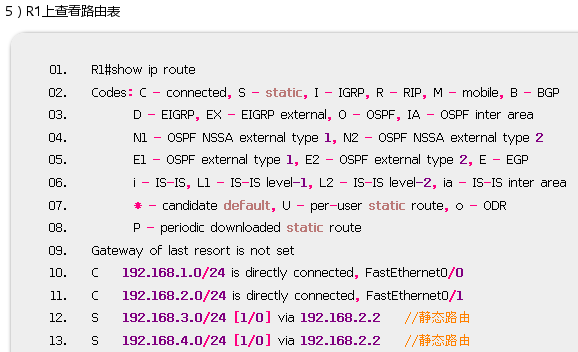 5）R1上查看路由表
01. R1#show ip route
02. Codes: C - connected, S - static, I - IGRP, R - RIP, M - mobile, B - BGP
03. D - EIGRP, EX - EIGRP external, O - OSPF, IA - OSPF inter area
04. N1 - OSPF NSSA external type 1, N2 - OSPF NSSA external type 2
05. E1 - OSPF external type 1, E2 - OSPF external type 2, E - EGP
06. i - IS-IS, L1 - IS-IS level-1, L2 - IS-IS level-2, ia - IS-IS inter area
07. * - candidate default, U - per-user static route, o - ODR
08. P - periodic downloaded static route
09. Gateway of last resort is not set
10. C 192.168.1.0/24 is directly connected, FastEthernet0/0
11. C 192.168.2.0/24 is directly connected, FastEthernet0/1
12. S 192.168.3.0/24 [1/0] via 192.168.2.2 //静态路由
13. S 192.168.4.0/24 [1/0] via 192.168.2.2 //静态路由